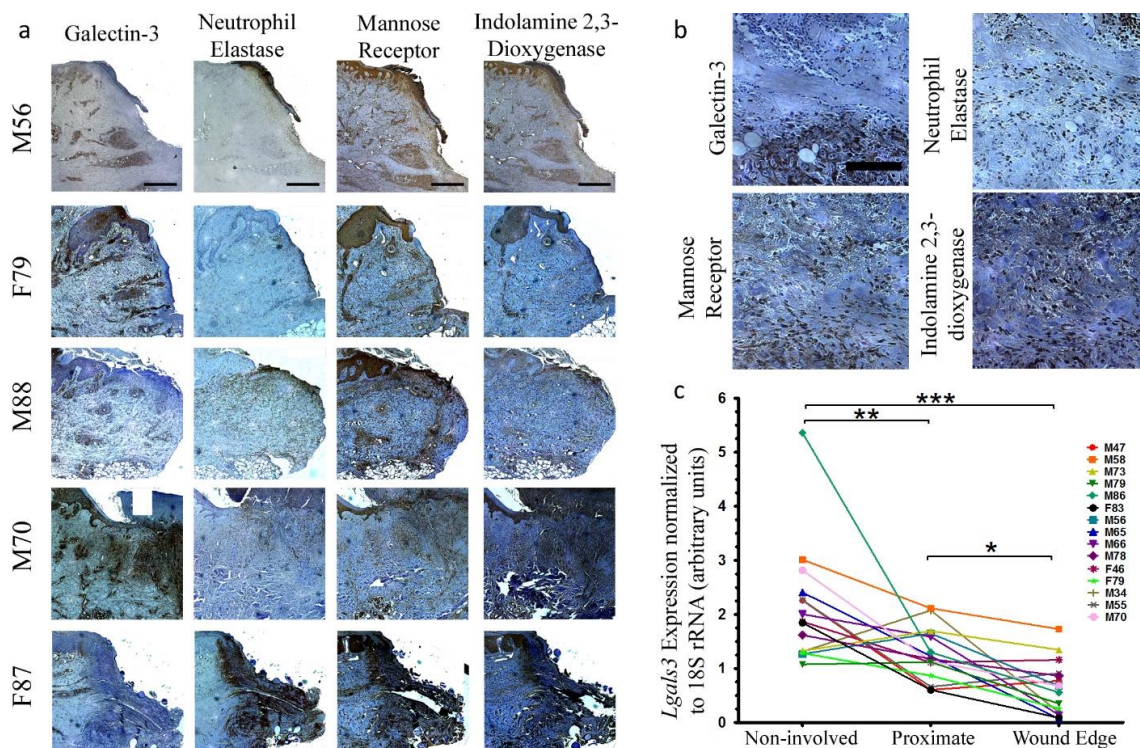 a
Galectin-3
Neutrophil
Elastase
Mannose
Receptor
Indolamine 2,3-
Dioxygenase
M56
F79
M88
M70
F87
b
Galectin-3
Neutrophil
Elastase
Mannose
Receptor
Indolamine 2,3-
dioxygenase
c
Lgals3 Expression normalized
to 18S rRNA (arbitrary units)
6
5
4
3
2
1
0
**
***
*
M47
M58
M73
M79
M86
F83
M56
M65
M66
M78
F46
F79
M34
M55
M70
Non-involved
Proximate
Wound Edge